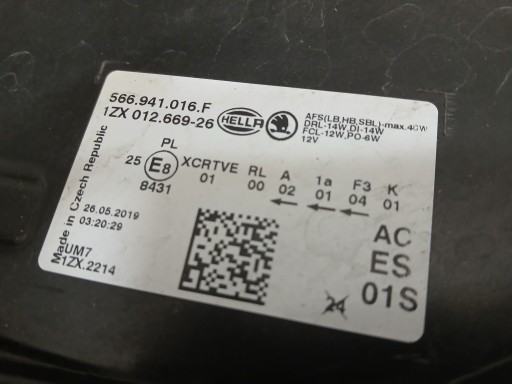 566.941.016.F
1ZX 012.669-26
HELLA
AFS(LB,HB,SBL)-max.40W
DRL-14W,DI-14W
FCL-12W,PO-6W
12V
PL
25 E8 XCRTVE RL A 1a F3 K
8431 01 00 02 01 04 01
Made in Czech Republic
26.05.2019
03:20:29
UM7
1ZX.2214
AC
ES
01S
24